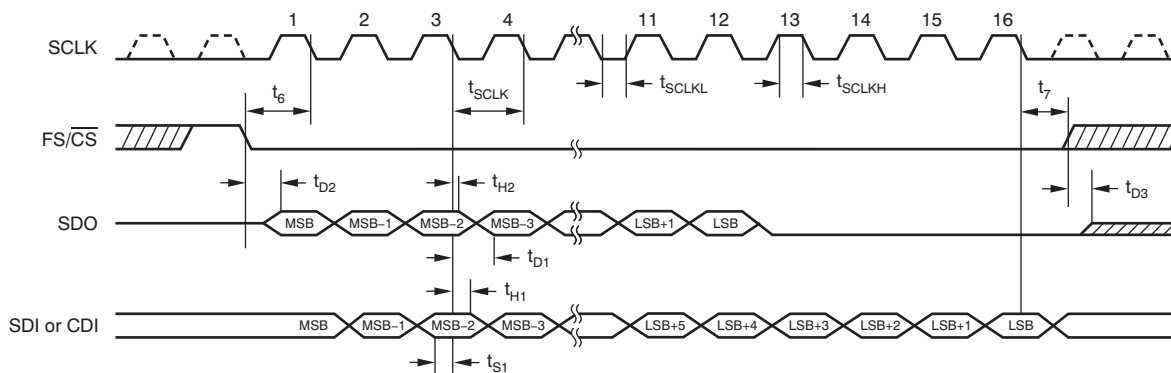 1 2 3 4 11 12 13 14 15 16
SCLK
t6 tSCLK tSCLKL tSCLKH t7
FS/CS
tD2 tH2 tD3
SDO MSB MSB–1 MSB–2 MSB–3 LSB+1 LSB
tD1
tH1
SDI or CDI MSB MSB–1 MSB–2 MSB–3 LSB+5 LSB+4 LSB+3 LSB+2 LSB+1 LSB
tS1